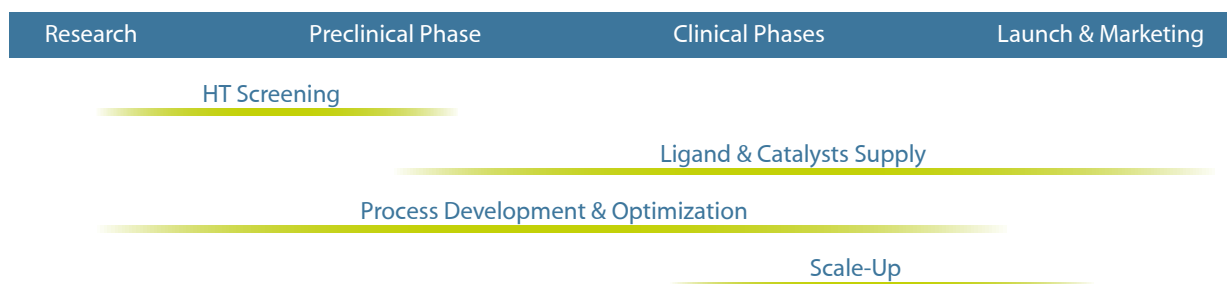 Research Preclinical Phase Clinical Phases Launch & Marketing
HT Screening
Ligand & Catalysts Supply
Process Development & Optimization
Scale-Up